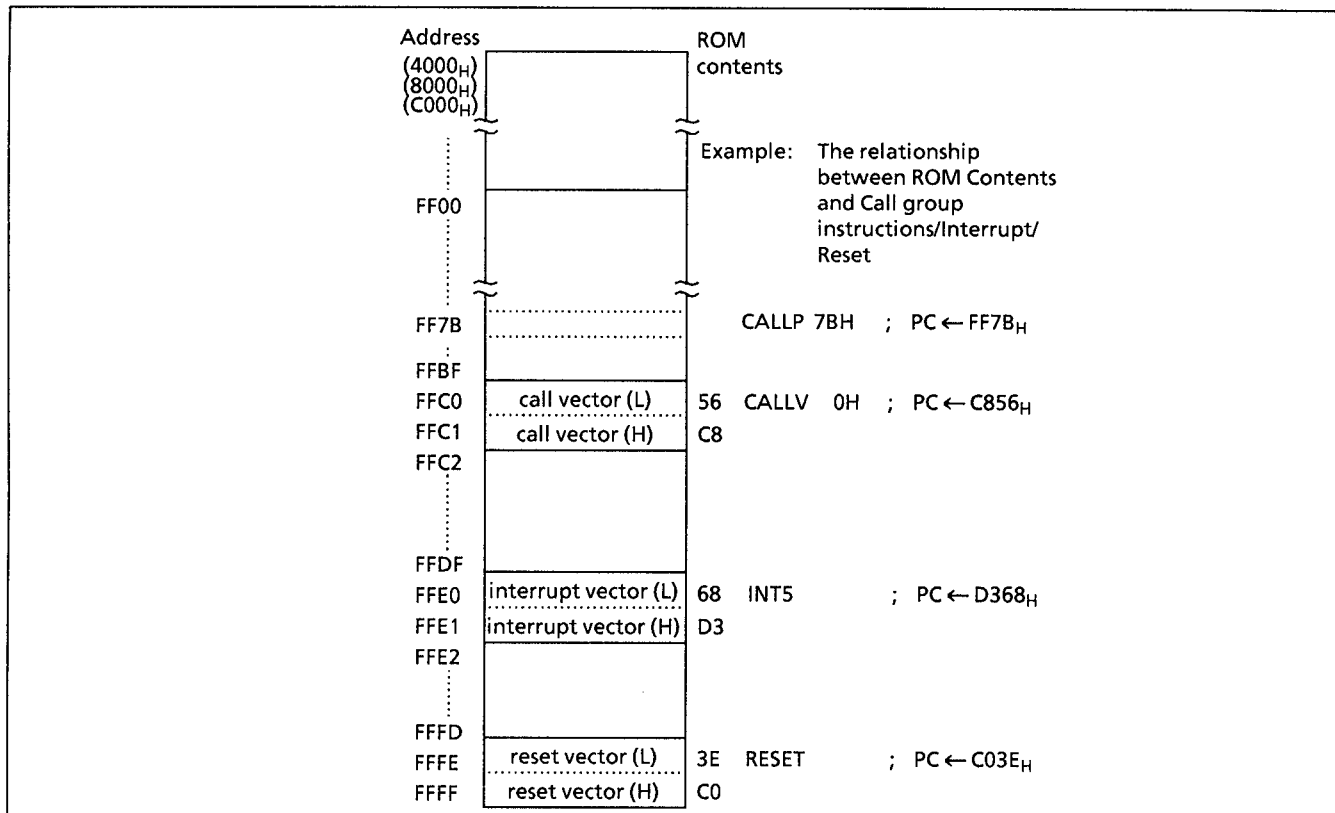 Address ROM
(4000H) contents
(8000H)
(C000H)
Example: The relationship
between ROM Contents
FF00 and Call group
instructions/Interrupt/
Reset
FF7B CALLP 7BH ; PC ← FF7BH
FFBF
FFC0 call vector (L) 56 CALLV 0H ; PC ← C856H
FFC1 call vector (H) C8
FFC2
FFDF
FFE0 interrupt vector (L) 68 INT5 ; PC ← D368H
FFE1 interrupt vector (H) D3
FFE2
FFFD
FFFE reset vector (L) 3E RESET ; PC ← C03EH
FFFF reset vector (H) C0